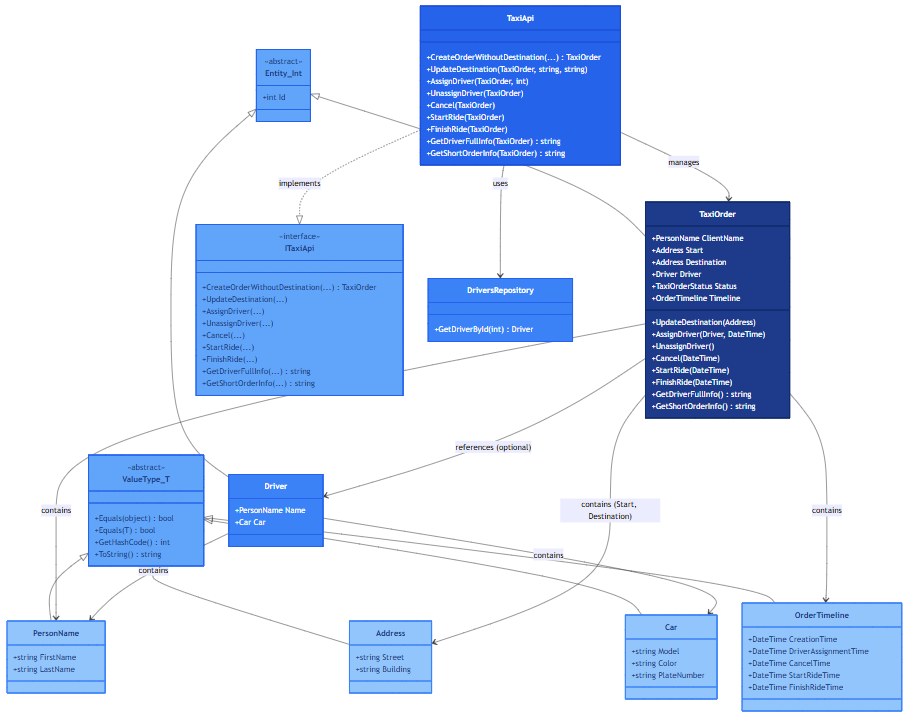 TaxiApi
+CreateOrderWithoutDestination(...) : TaxiOrder
+UpdateDestination(TaxiOrder, string, string)
+AssignDriver(TaxiOrder, int)
+UnassignDriver(TaxiOrder)
+Cancel(TaxiOrder)
+StartRide(TaxiOrder)
+FinishRide(TaxiOrder)
+GetDriverFullInfo(TaxiOrder) : string
+GetShortOrderInfo(TaxiOrder) : string
«abstract»
Entity_Int
+int Id
implements
uses
manages
«interface»
ITaxiApi
+CreateOrderWithoutDestination(...) : TaxiOrder
+UpdateDestination(...)
+AssignDriver(...)
+UnassignDriver(...)
+Cancel(...)
+StartRide(...)
+FinishRide(...)
+GetDriverFullInfo(...) : string
+GetShortOrderInfo(...) : string
DriversRepository
+GetDriverById(int) : Driver
TaxiOrder
+PersonName ClientName
+Address Start
+Address Destination
+Driver Driver
+TaxiOrderStatus Status
+OrderTimeline Timeline
+UpdateDestination(Address)
+AssignDriver(Driver, DateTime)
+UnassignDriver()
+Cancel(DateTime)
+StartRide(DateTime)
+FinishRide(DateTime)
+GetDriverFullInfo() : string
+GetShortOrderInfo() : string
references (optional)
«abstract»
ValueType_T
+Equals(object) : bool
+Equals(T) : bool
+GetHashCode() : int
+ToString() : string
Driver
+PersonName Name
+Car Car
contains
contains (Start,
Destination)
contains
contains
contains
PersonName
+string FirstName
+string LastName
Address
+string Street
+string Building
Car
+string Model
+string Color
+string PlateNumber
OrderTimeline
+DateTime CreationTime
+DateTime DriverAssignmentTime
+DateTime CancelTime
+DateTime StartRideTime
+DateTime FinishRideTime